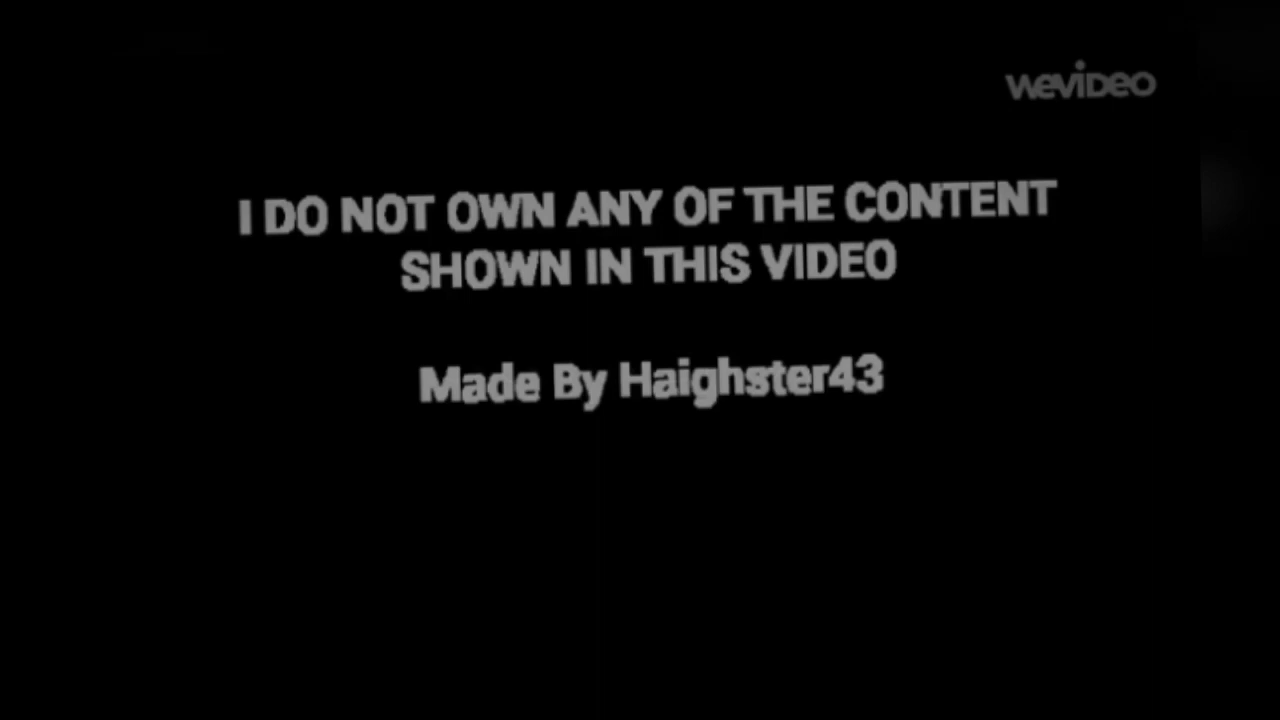 wevideo
I DO NOT OWN ANY OF THE CONTENT
SHOWN IN THIS VIDEO
Made By Haighster43